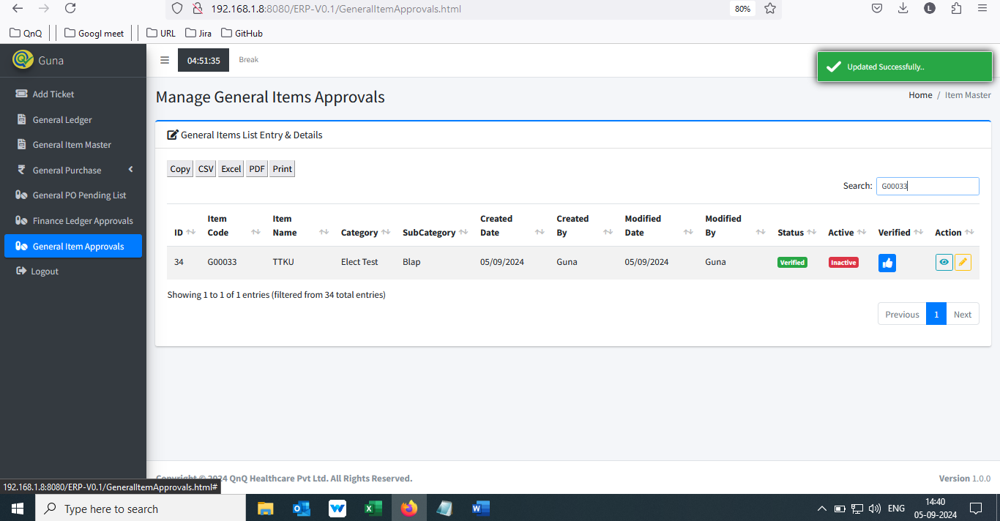 192.168.1.8:8080/ERP-V0.1/GeneralItemApprovals.html
80%
L
QnQ
Googl meet
URL
Jira
GitHub
Guna
04:51:35
Break
Updated Successfully..
Add Ticket
General Ledger
General Item Master
General Purchase
General PO Pending List
Finance Ledger Approvals
General Item Approvals
Logout
Manage General Items Approvals
Home / Item Master
General Items List Entry & Details
Copy CSV Excel PDF Print
Search: G00033
ID Item Code Item Name Category SubCategory Created Date Created By Modified Date Modified By Status Active Verified Action
34 G00033 TTKU Elect Test Blap 05/09/2024 Guna 05/09/2024 Guna Verified Inactive
Showing 1 to 1 of 1 entries (filtered from 34 total entries)
Previous 1 Next
Copyright © 2024 QnQ Healthcare Pvt Ltd. All Rights Reserved.
Version 1.0.0
192.168.1.8:8080/ERP-V0.1/GeneralItemApprovals.html#
Type here to search
ENG
14:40
05-09-2024